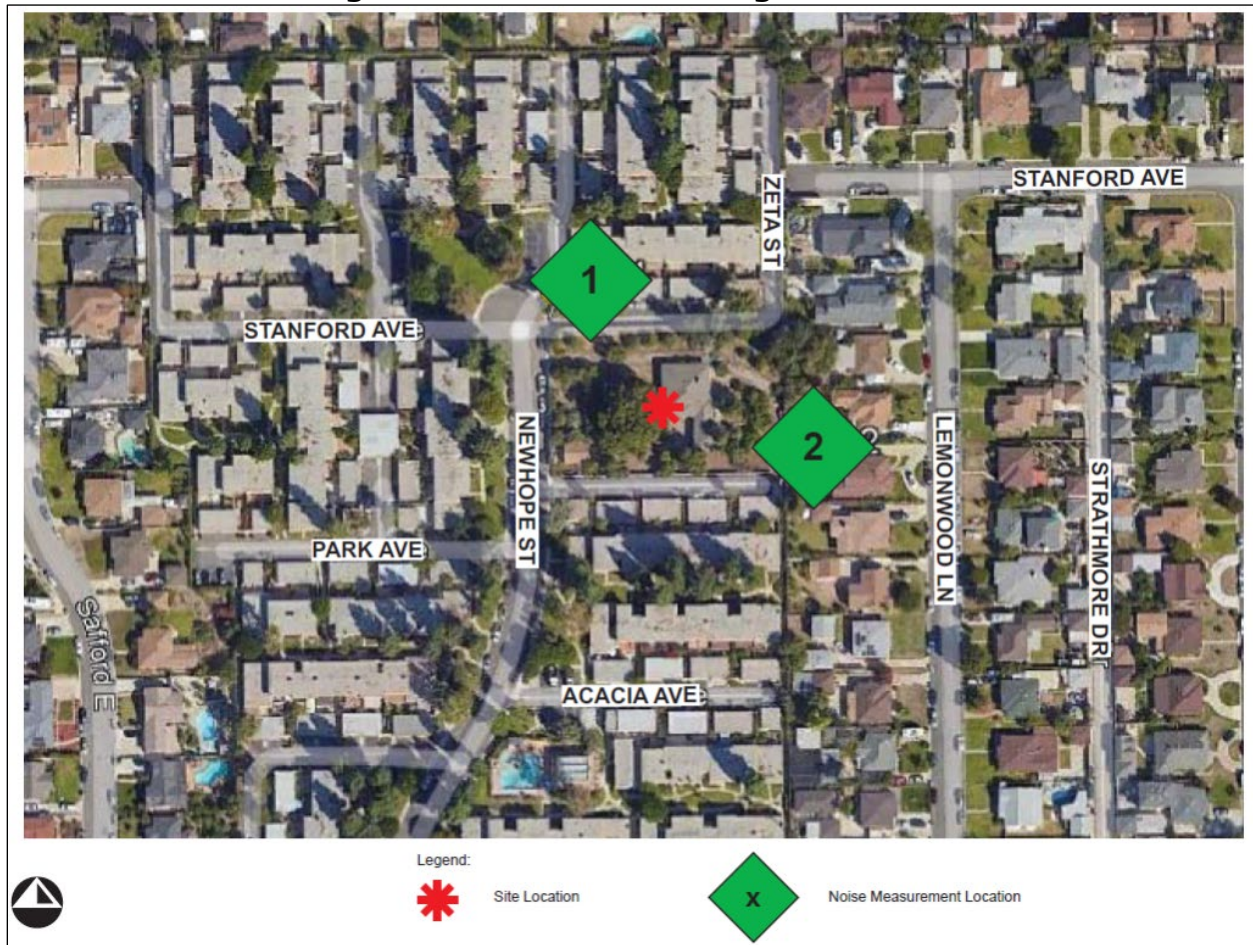 STANFORD AVE
ZETA ST
1
STANFORD AVE
2
NEWHOPE ST
LEMONWOOD LN
STRATHMORE DR
PARK AVE
ACACIA AVE
Legend:
Site Location
x
Noise Measurement Location